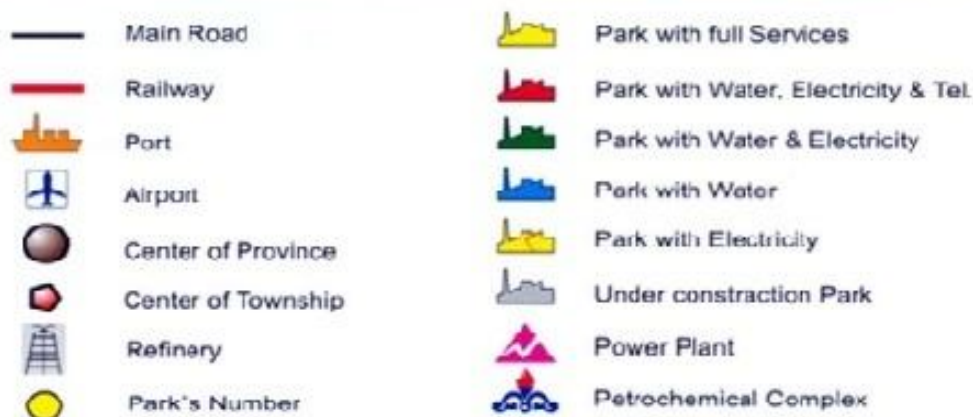 Main Road
Railway
Port
Airport
Center of Province
Center of Township
Refinery
Park's Number
Park with full Services
Park with Water, Electricity & Tel.
Park with Water & Electricity
Park with Water
Park with Electricity
Under constraction Park
Power Plant
Petrochemical Complex